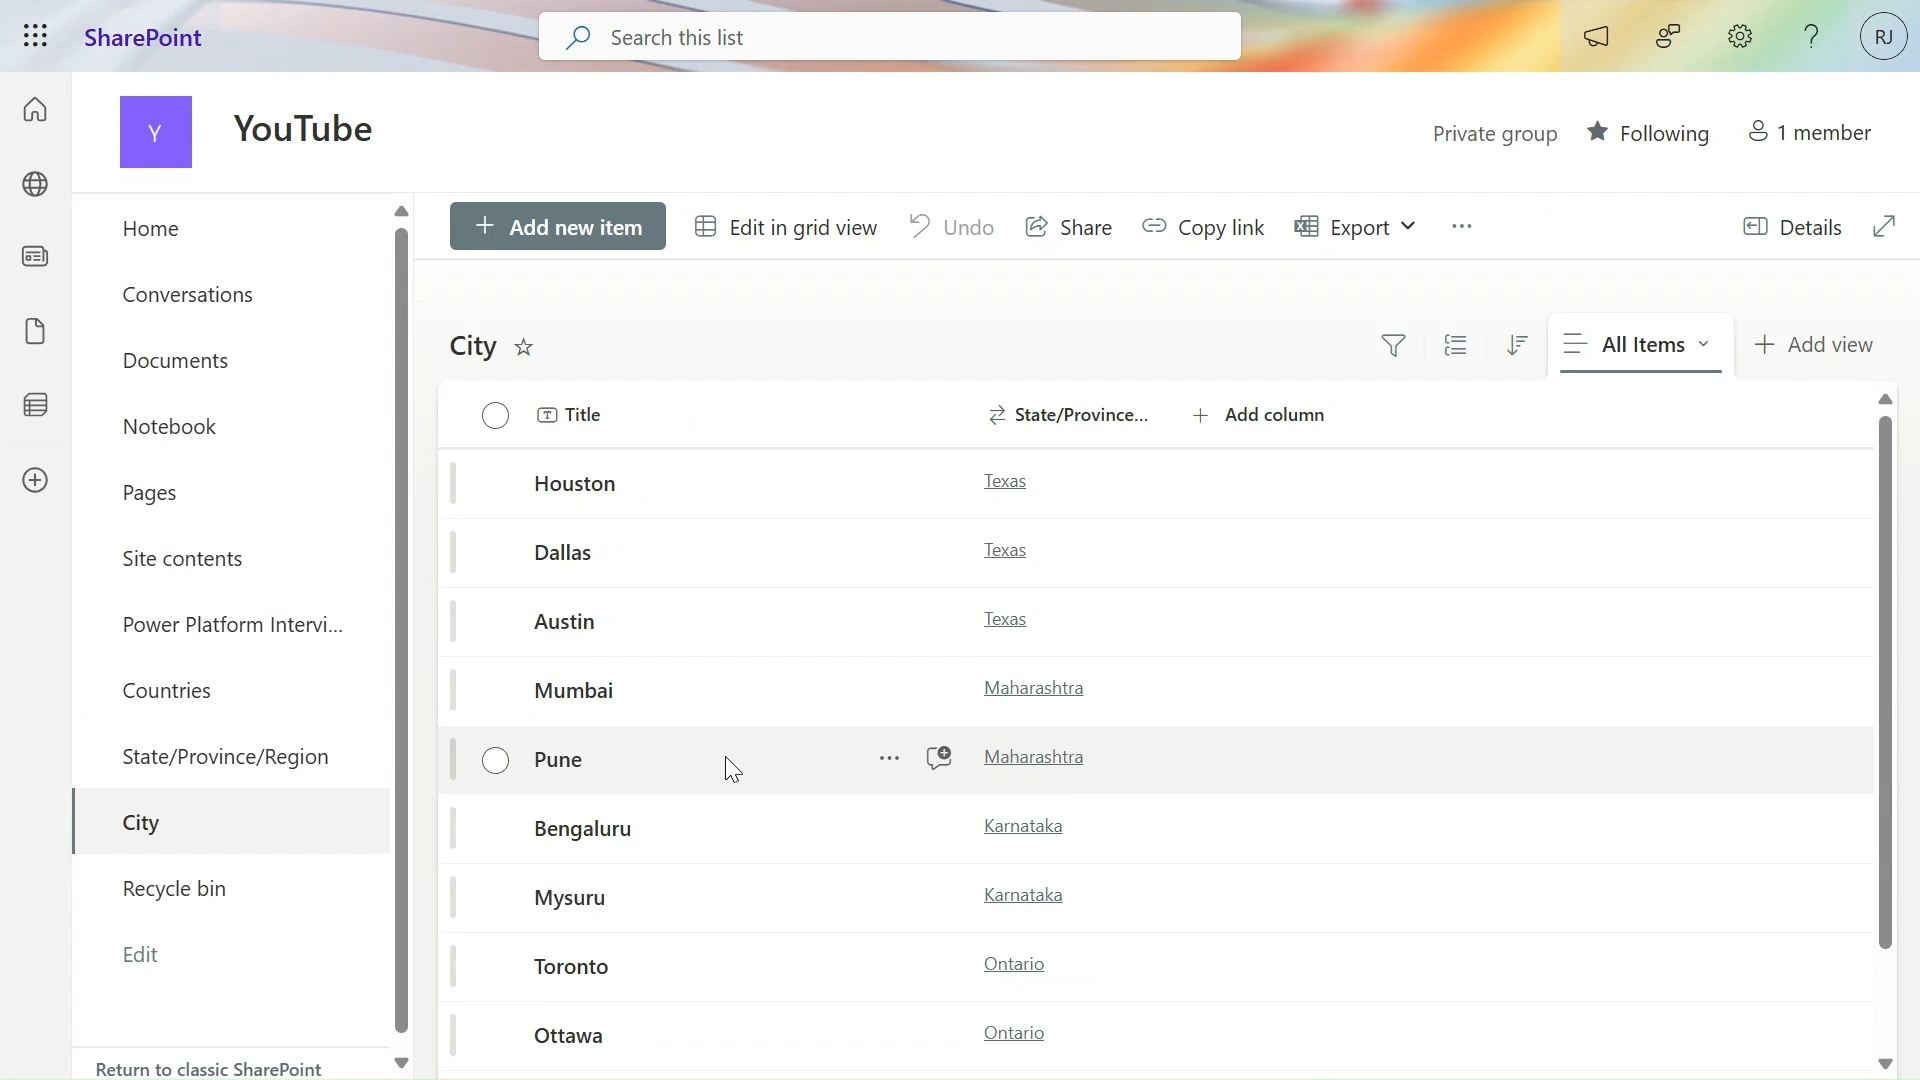 SharePoint
Search this list
RJ
Y
YouTube
Private group
Following
1 member
Home
Conversations
Documents
Notebook
Pages
Site contents
Power Platform Intervi...
Countries
State/Province/Region
City
Recycle bin
Edit
Return to classic SharePoint
+ Add new item
Edit in grid view
Undo
Share
Copy link
Export
...
Details
City
All Items
+ Add view
Title State/Province... + Add column
Houston Texas
Dallas Texas
Austin Texas
Mumbai Maharashtra
Pune ... Maharashtra
Bengaluru Karnataka
Mysuru Karnataka
Toronto Ontario
Ottawa Ontario